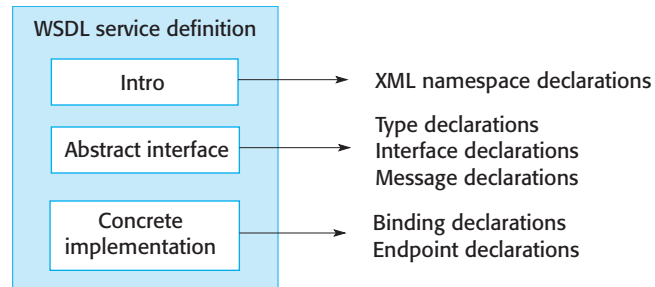 WSDL service definition
Intro
XML namespace declarations
Abstract interface
Type declarations
Interface declarations
Message declarations
Concrete
implementation
Binding declarations
Endpoint declarations